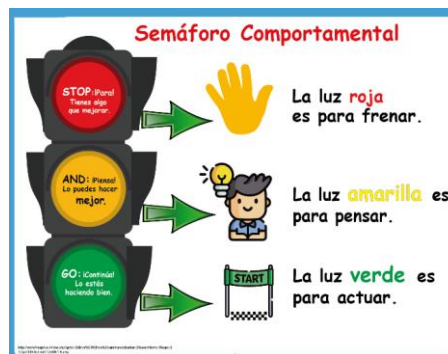 Semáforo Comportamental
STOP: ¡Para!
Tienes algo
que mejorar.
La luz roja
es para frenar.
AND: ¡Piensa!
Lo puedes hacer
mejor.
La luz amarilla es
para pensar.
GO: ¡Continúa!
Lo estás
haciendo bien.
START
La luz verde es
para actuar.